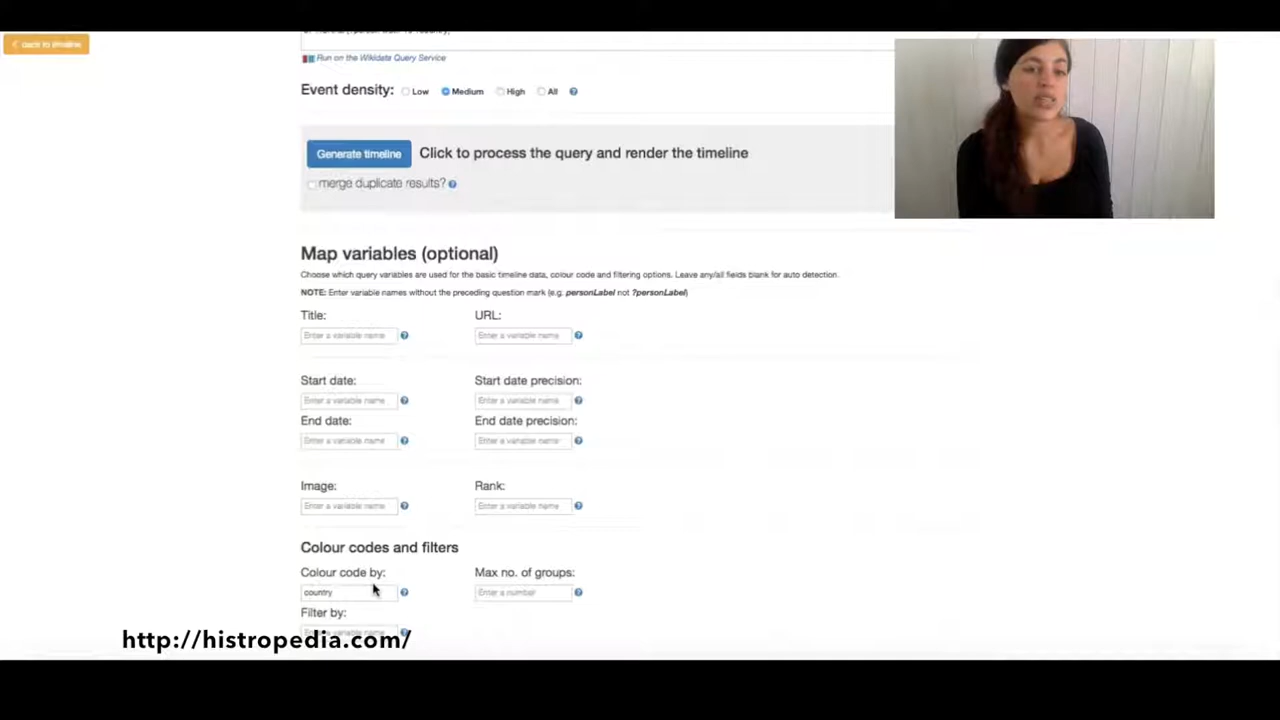 Back to timeline
Run on the Wikidata Query Service
Event density: Low Medium High All
Generate timeline Click to process the query and render the timeline
merge duplicate results?
Map variables (optional)
Choose which query variables are used for the basic timeline data, colour code and filtering options. Leave any/all fields blank for auto detection.
NOTE: Enter variable names without the preceding question mark (e.g. personLabel not ?personLabel)
Title: URL:
Enter a variable name Enter a variable name
Start date: Start date precision:
Enter a variable name Enter a variable name
End date: End date precision:
Enter a variable name Enter a variable name
Image: Rank:
Enter a variable name Enter a variable name
Colour codes and filters
Colour code by: Max no. of groups:
country Enter a number
Filter by:
http://histropedia.com/